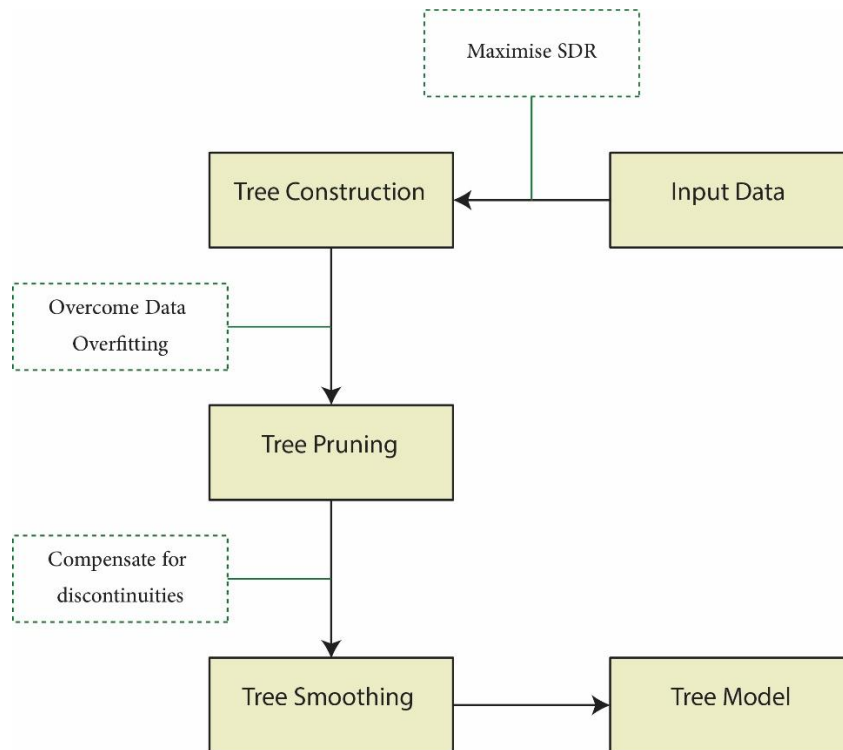 Maximise SDR
Tree Construction
Input Data
Overcome Data
Overfitting
Tree Pruning
Compensate for
discontinuities
Tree Smoothing
Tree Model